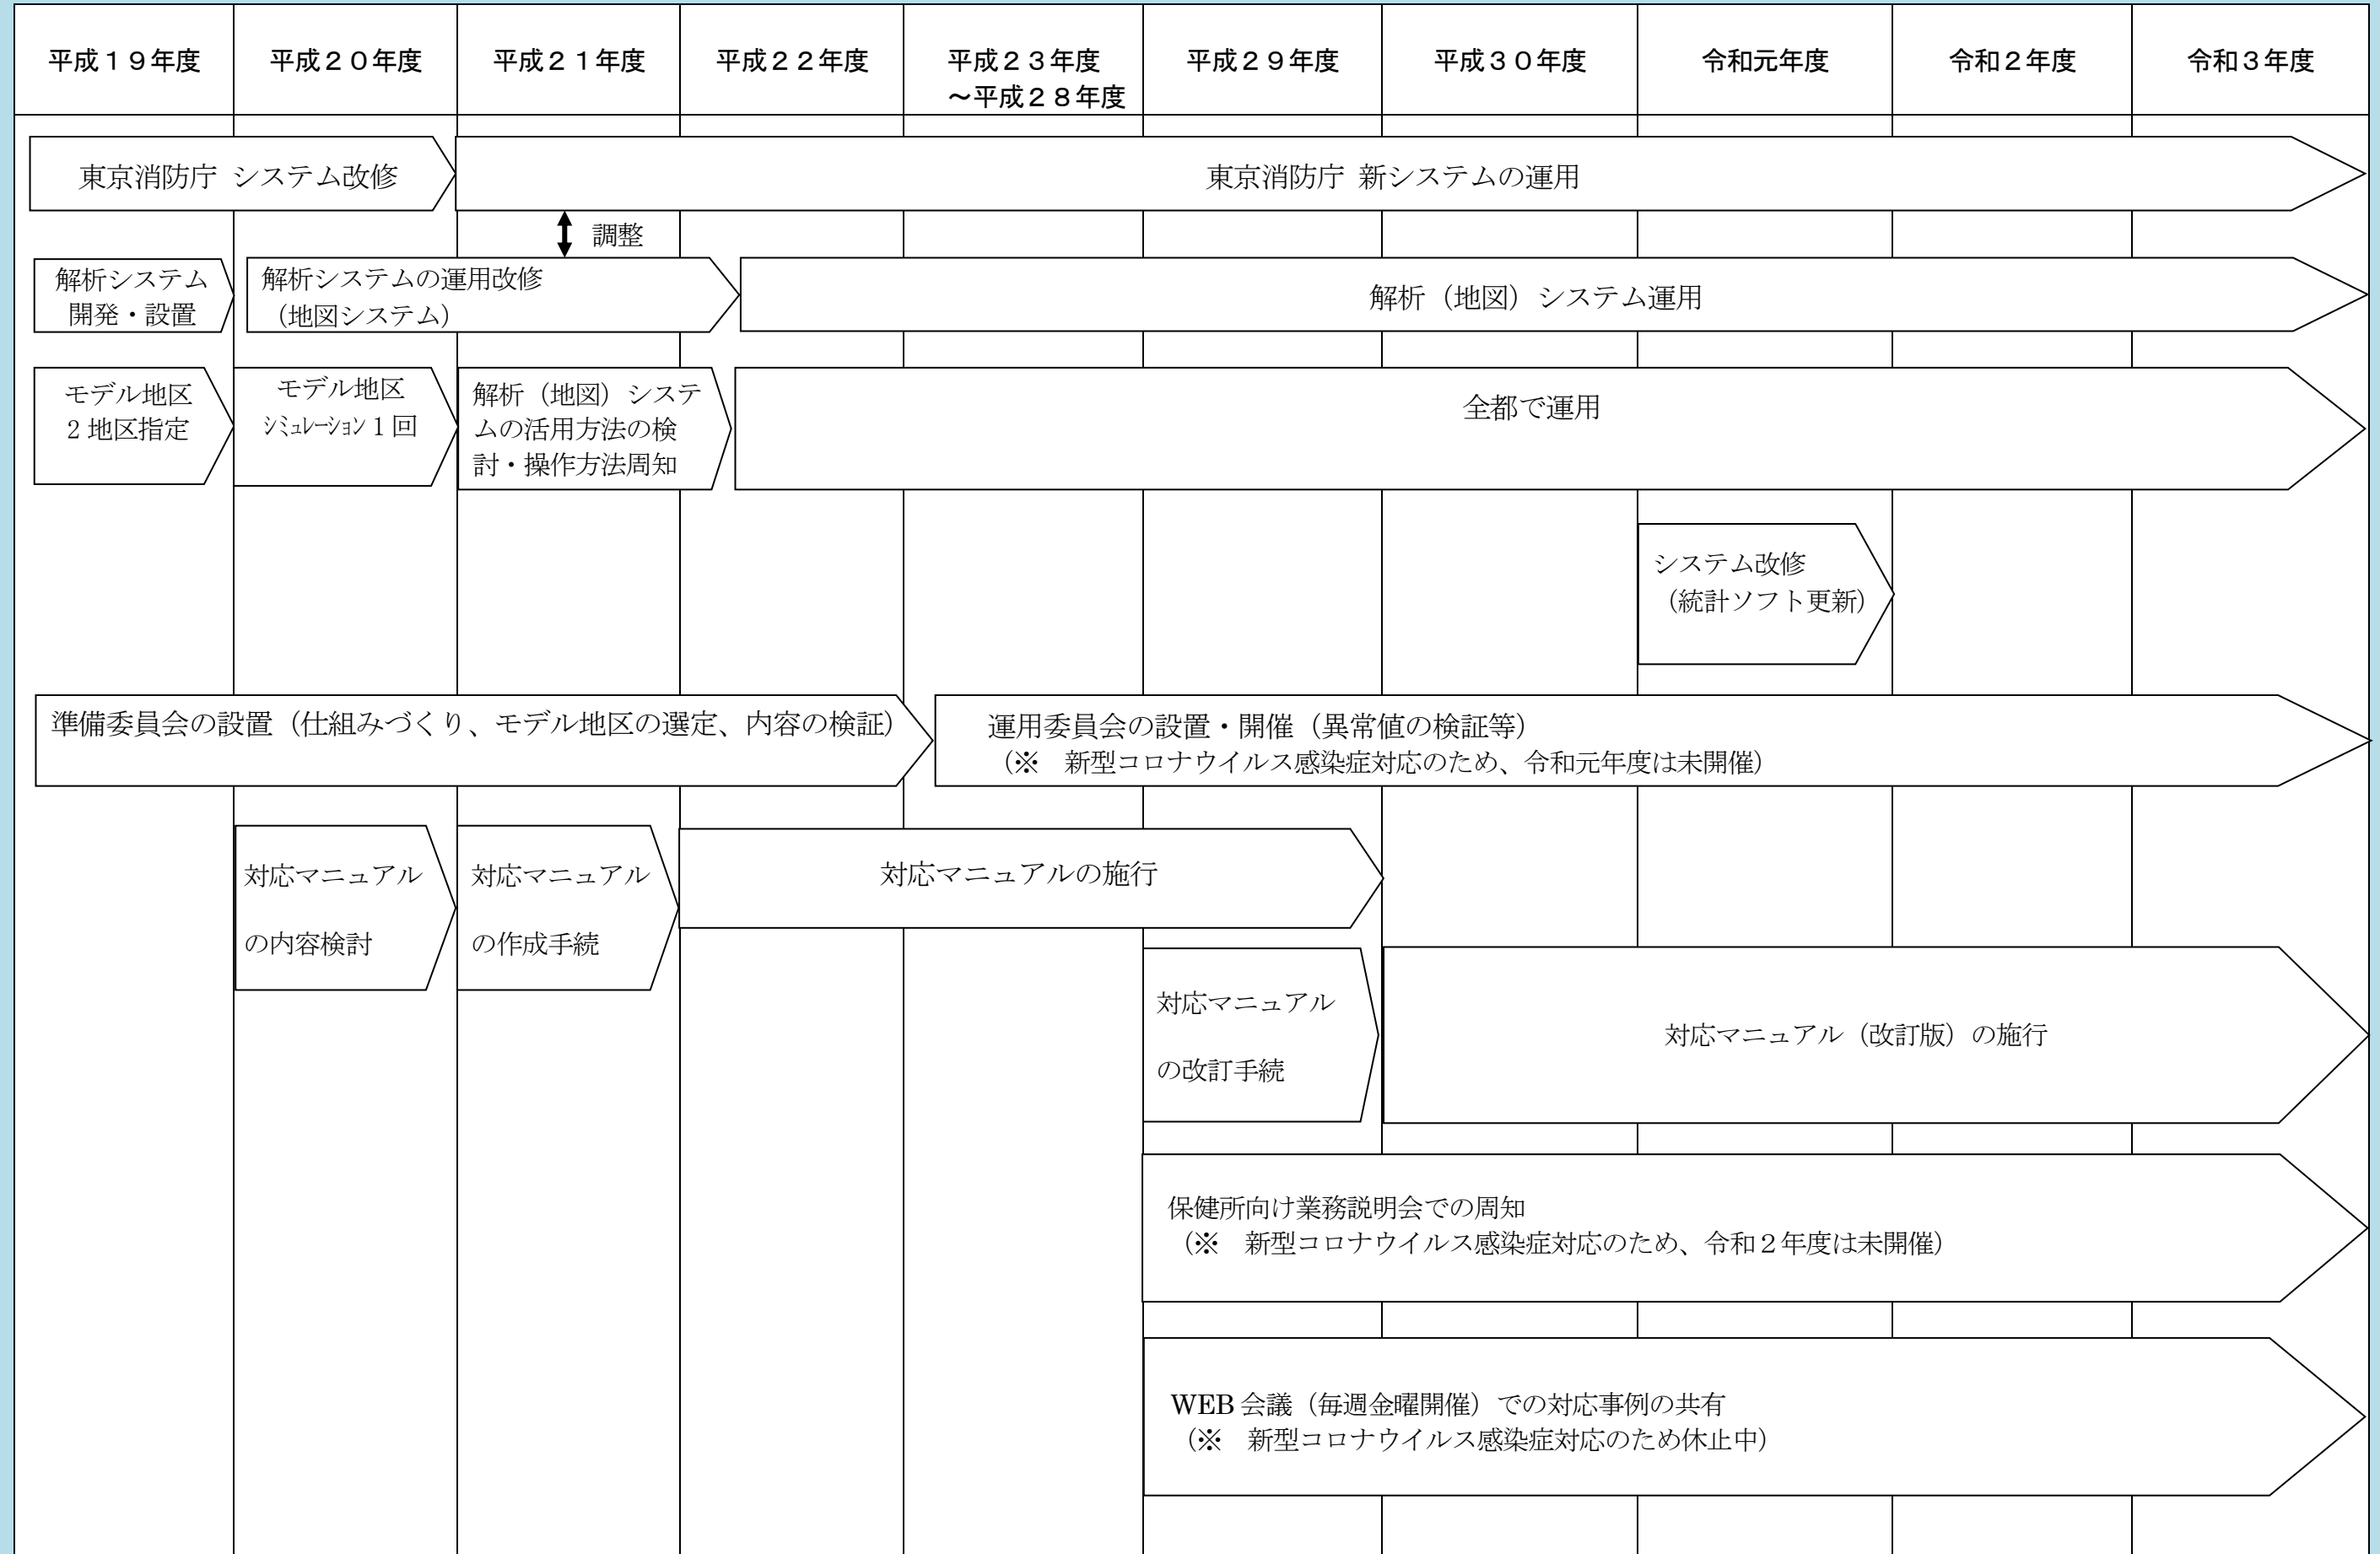 平成１９年度
平成２０年度
平成２１年度
平成２２年度
平成２３年度
～平成２８年度
平成２９年度
平成３０年度
令和元年度
令和２年度
令和３年度
東京消防庁 システム改修
東京消防庁 新システムの運用
調整
解析システム
開発・設置
解析システムの運用改修
（地図システム）
解析（地図）システム運用
モデル地区
2 地区指定
モデル地区
ｼﾐｭﾚｰｼｮﾝ 1 回
解析（地図）システ
ムの活用方法の検
討・操作方法周知
全都で運用
システム改修
（統計ソフト更新）
準備委員会の設置（仕組みづくり、モデル地区の選定、内容の検証）
運用委員会の設置・開催（異常値の検証等）
（※　新型コロナウイルス感染症対応のため、令和元年度は未開催）
対応マニュアル
の内容検討
対応マニュアル
の作成手続
対応マニュアルの施行
対応マニュアル
の改訂手続
対応マニュアル（改訂版）の施行
保健所向け業務説明会での周知
（※　新型コロナウイルス感染症対応のため、令和２年度は未開催）
WEB 会議（毎週金曜開催）での対応事例の共有
（※　新型コロナウイルス感染症対応のため休止中）